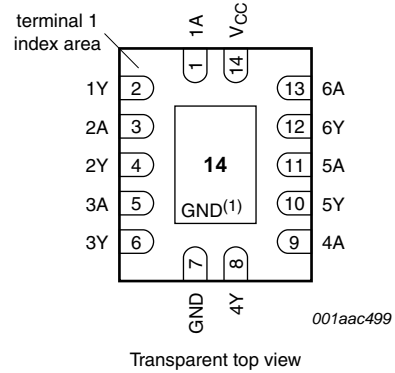 terminal 1
index area
1A
VCC
1
14
1Y 2
13 6A
2A 3
12 6Y
2Y 4
14
11 5A
3A 5
GND(1)
10 5Y
3Y 6
9 4A
7
8
GND
4Y
001aac499
Transparent top view